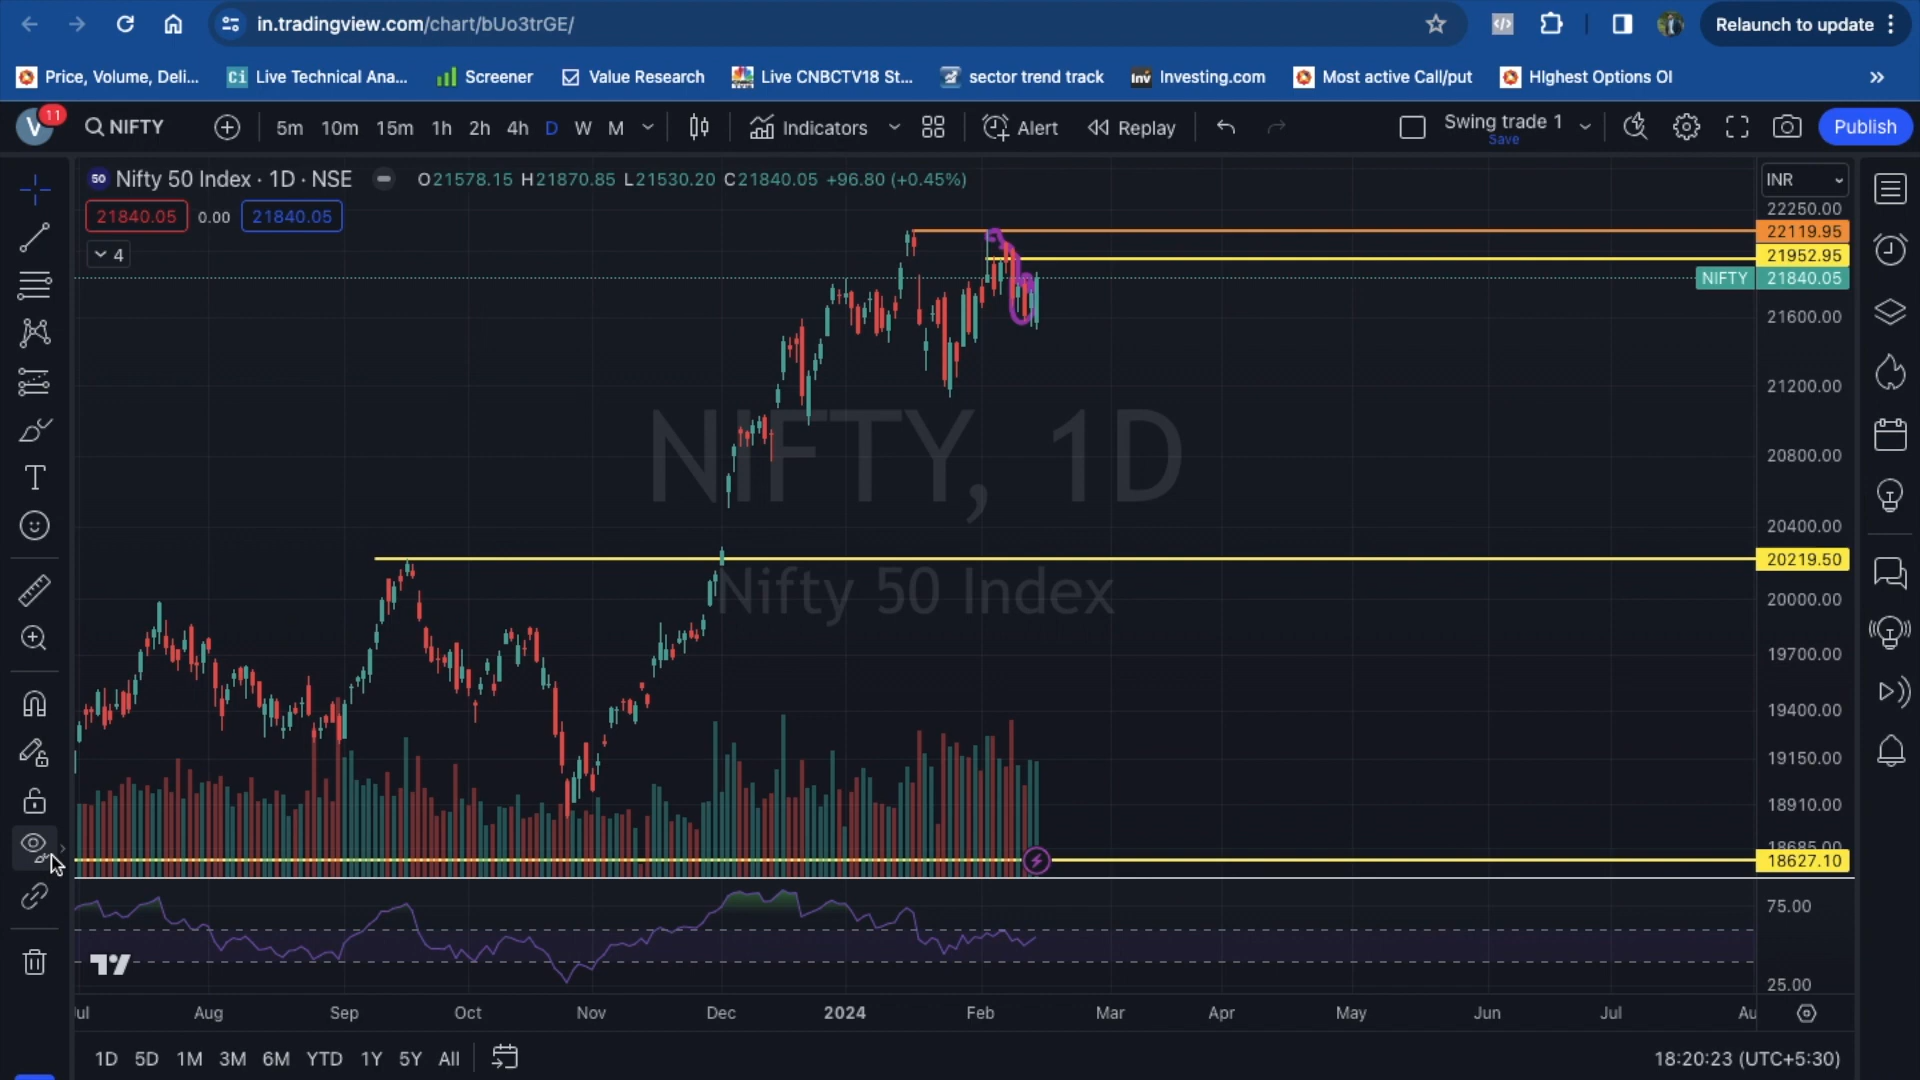 in.tradingview.com/chart/bUo3trGE/
Relaunch to update
Price, Volume, Deli...
Live Technical Ana...
Screener
Value Research
Live CNBCTV18 St...
sector trend track
Investing.com
Most active Call/put
HIghest Options OI
V 11
NIFTY
5m 10m 15m 1h 2h 4h D W M
Indicators
Alert
Replay
Swing trade 1
Save
Publish
50 Nifty 50 Index · 1D · NSE
O21578.15 H21870.85 L21530.20 C21840.05 +96.80 (+0.45%)
INR
21840.05 0.00 21840.05
4
22250.00
22119.95
21952.95
NIFTY 21840.05
21600.00
21200.00
20800.00
20400.00
20219.50
20000.00
19700.00
19400.00
19150.00
18910.00
18685.00
18627.10
75.00
25.00
NIFTY, 1D
Nifty 50 Index
Jul Aug Sep Oct Nov Dec 2024 Feb Mar Apr May Jun Jul Au
1D 5D 1M 3M 6M YTD 1Y 5Y All
18:20:23 (UTC+5:30)